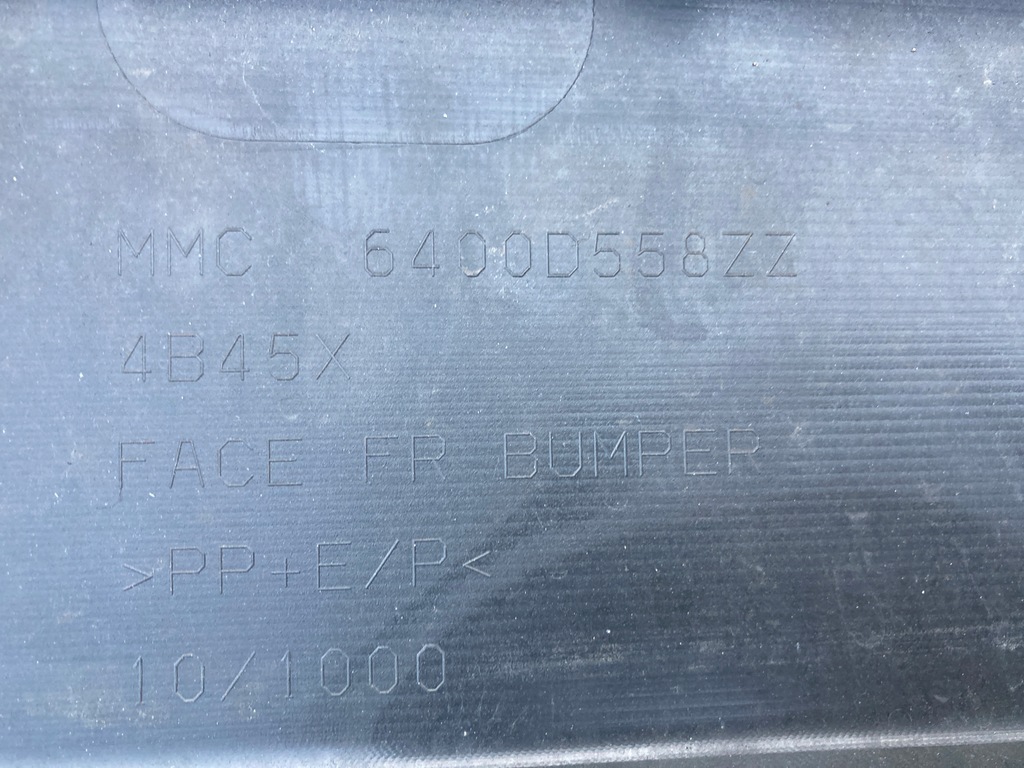 MMC 6400D558ZZ
4B45X
FACE FR BUMPER
>PP+E/P<
10/1000